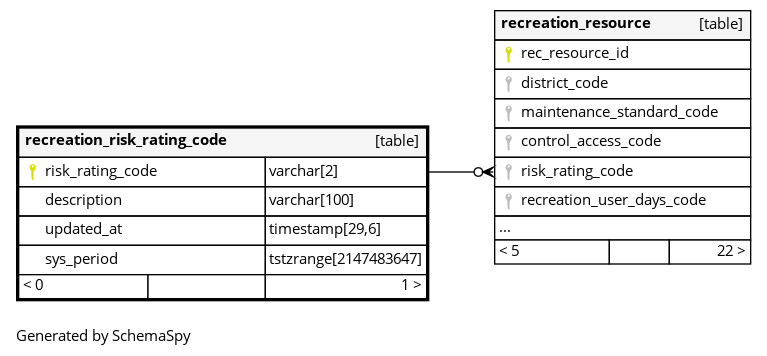 recreation_resource [table]
rec_resource_id
district_code
maintenance_standard_code
control_access_code
risk_rating_code
recreation_user_days_code
...
< 5 22 >
recreation_risk_rating_code [table]
risk_rating_code varchar[2]
description varchar[100]
updated_at timestamp[29,6]
sys_period tstzrange[2147483647]
< 0 1 >
Generated by SchemaSpy